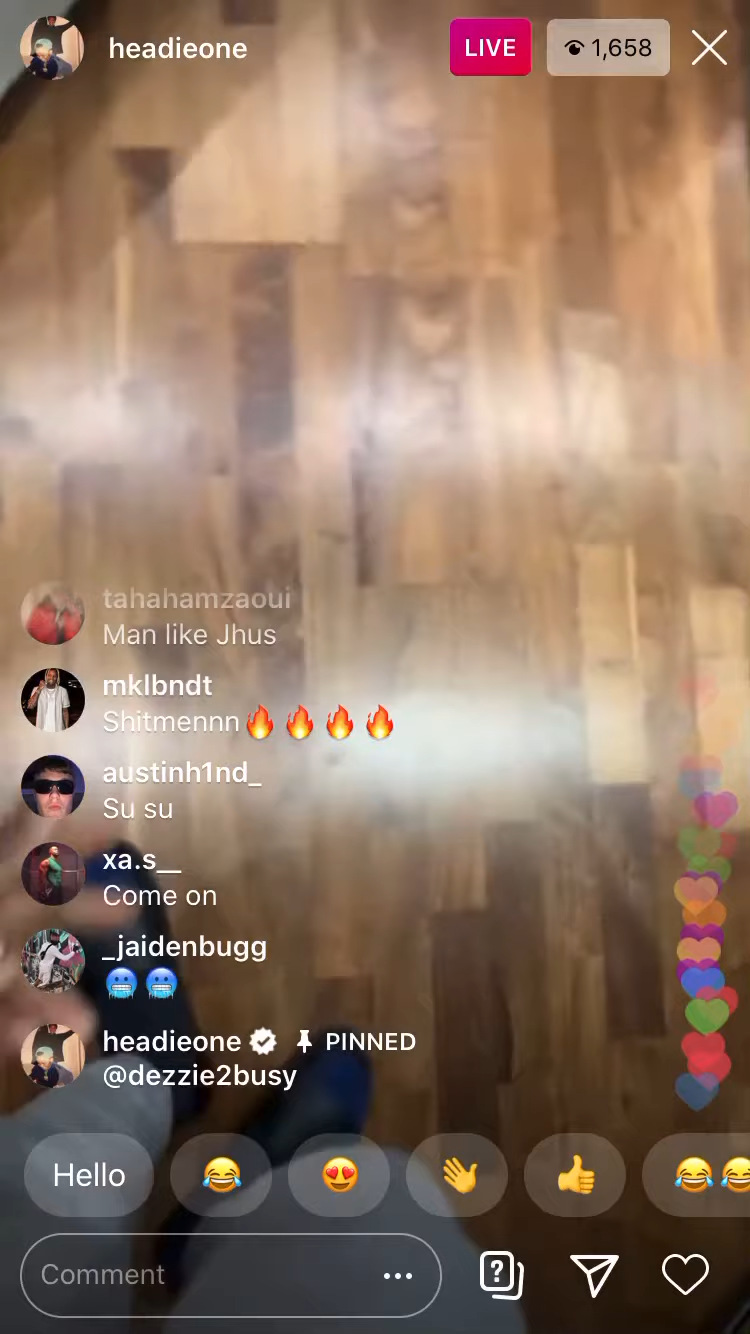 headieone
LIVE
1,658
tahahamzaoui
Man like Jhus
mklbndt
Shitmennn🔥 🔥 🔥 🔥
austinh1nd_
Su su
xa.s__
Come on
_jaidenbugg
🥶🥶
headieone PINNED
@dezzie2busy
Hello 😂 😍 👋 👍 😂😂
Comment